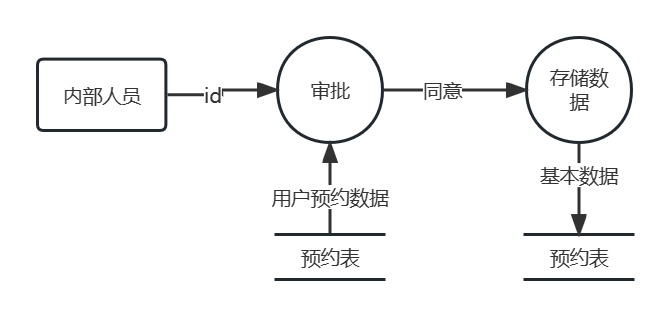 内部人员
id
审批
同意
存储数
据
用户预约数据
基本数据
预约表
预约表